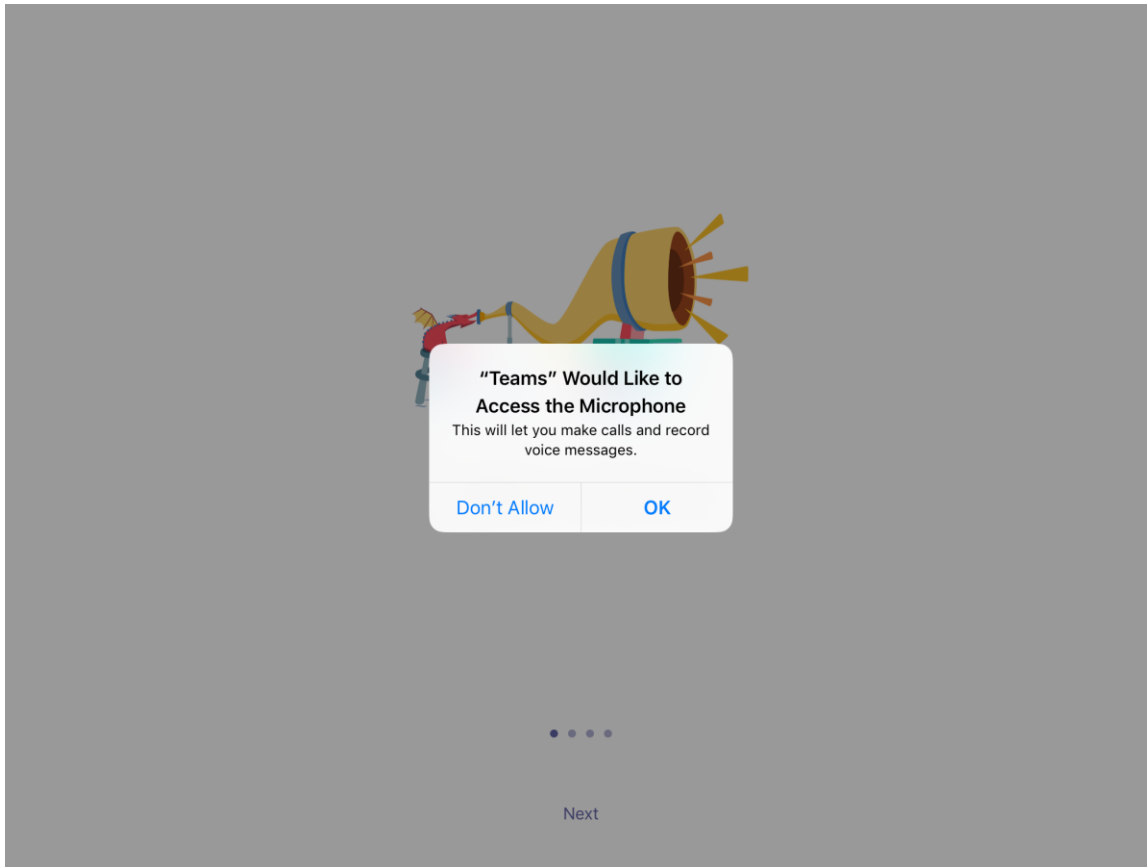 “Teams” Would Like to
Access the Microphone
This will let you make calls and record
voice messages.
Don’t Allow
OK
Next